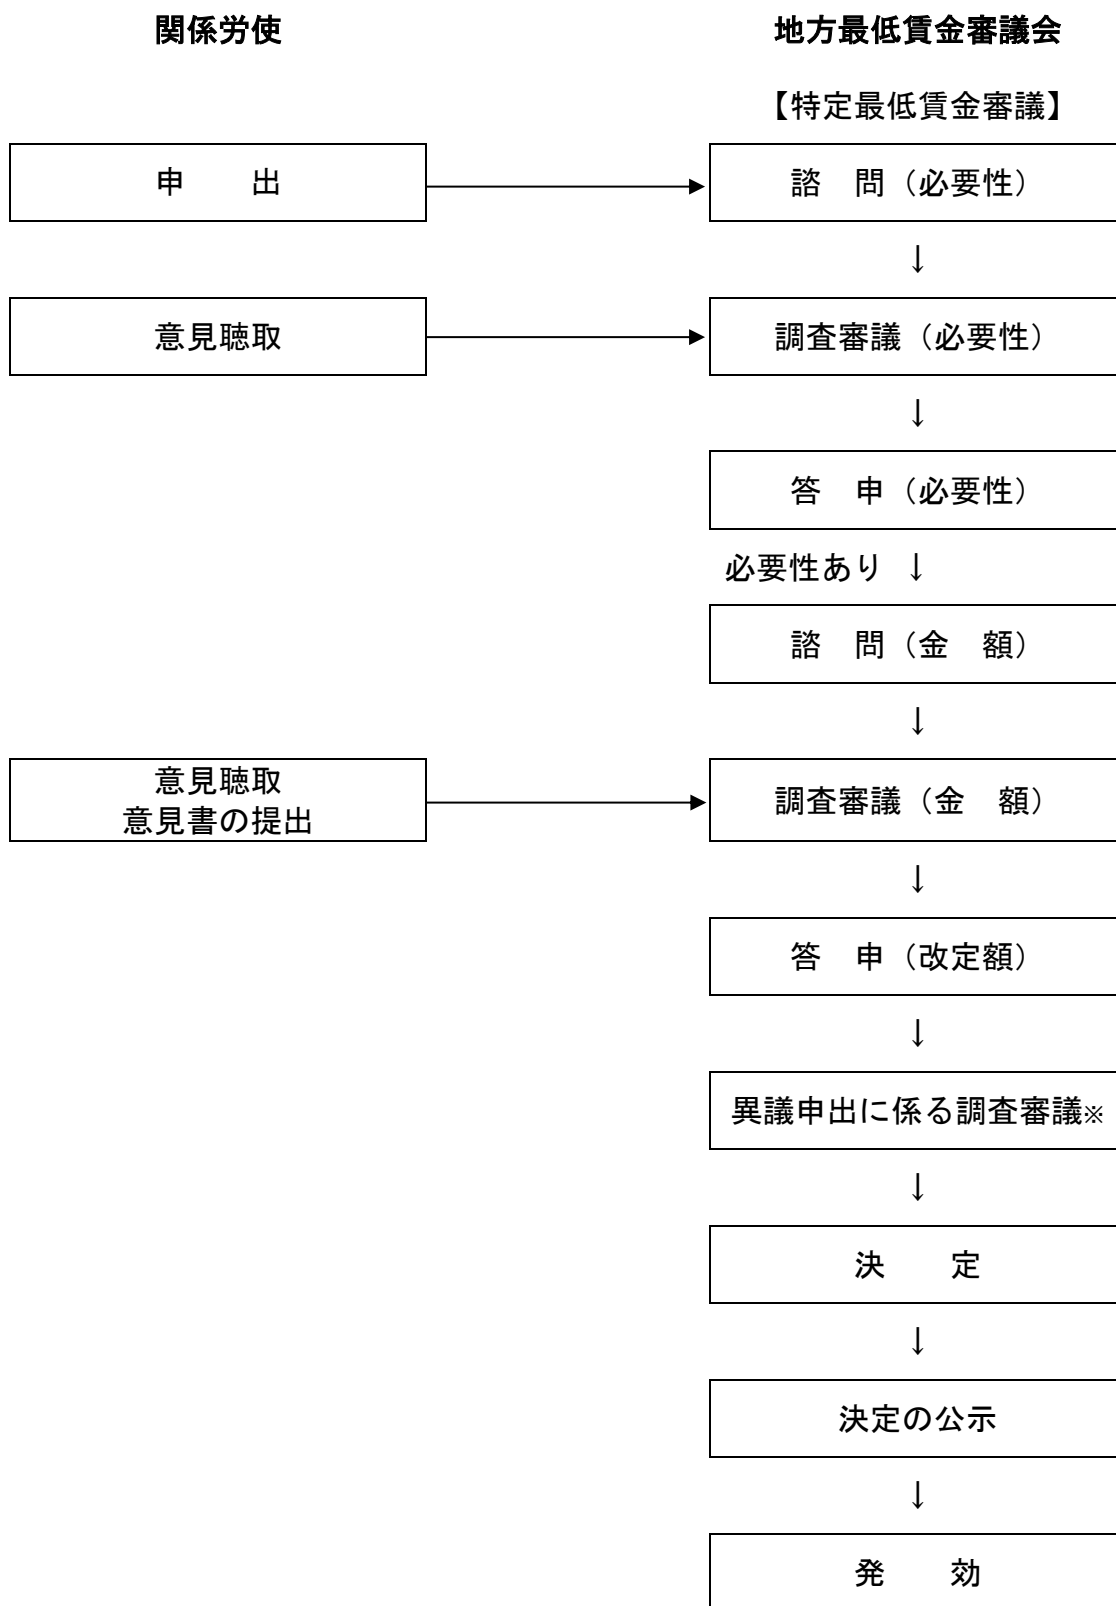 関係労使
地方最低賃金審議会
【特定最低賃金審議】
申　　出
諮　問（必要性）
↓
意見聴取
調査審議（必要性）
↓
答　申（必要性）
必要性あり ↓
諮　問（金　額）
↓
意見聴取
意見書の提出
調査審議（金　額）
↓
答　申（改定額）
↓
異議申出に係る調査審議※
↓
決　　定
↓
決定の公示
↓
発　　効